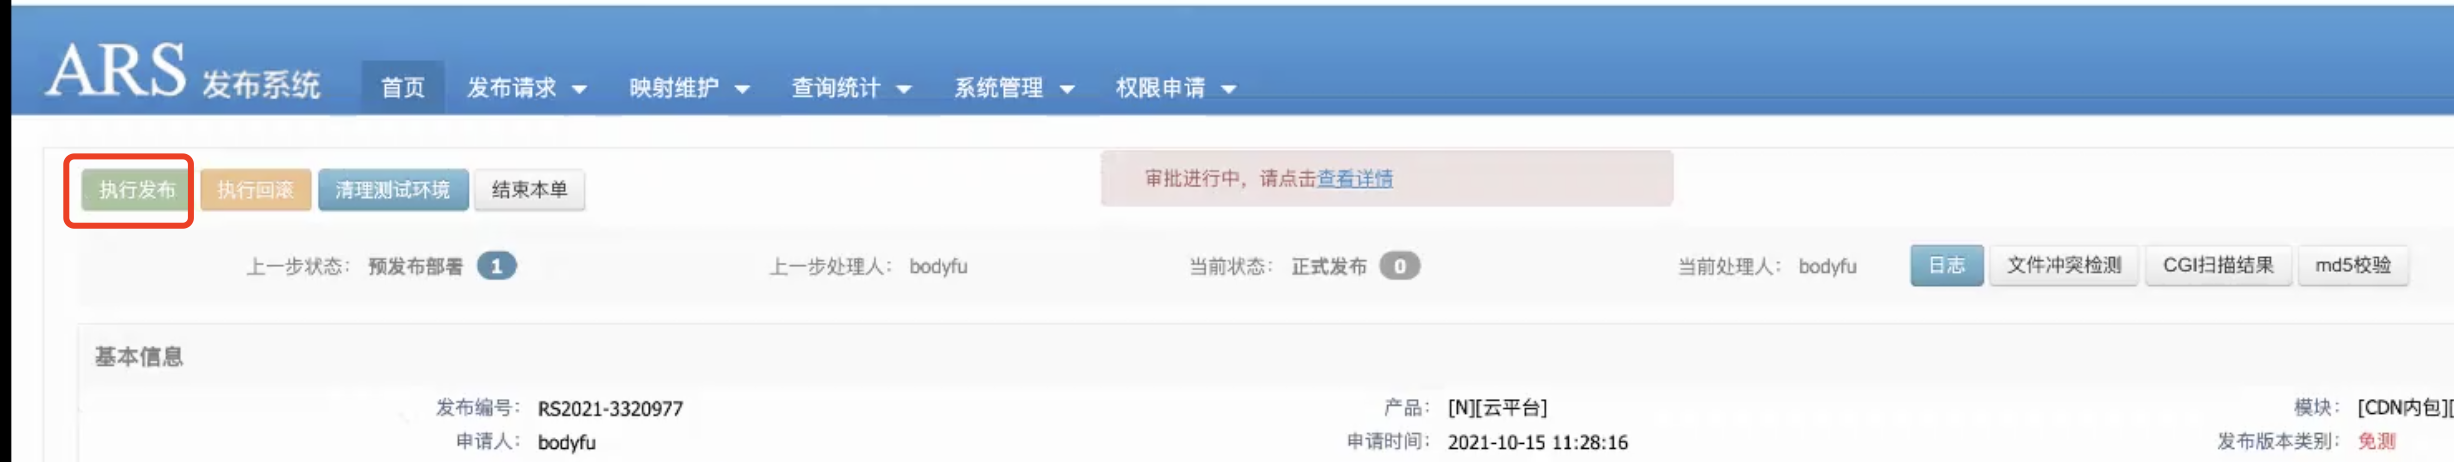 ARS 发布系统 首页 发布请求 映射维护 查询统计 系统管理 权限申请
执行发布 执行回滚 清理测试环境 结束本单 审批进行中，请点击查看详情
上一步状态： 预发布部署 1 上一步处理人： bodyfu 当前状态： 正式发布 0 当前处理人： bodyfu 日志 文件冲突检测 CGI扫描结果 md5校验
基本信息
发布编号： RS2021-3320977 产品： [N][云平台] 模块： [CDN内包][
申请人： bodyfu 申请时间： 2021-10-15 11:28:16 发布版本类别： 免测